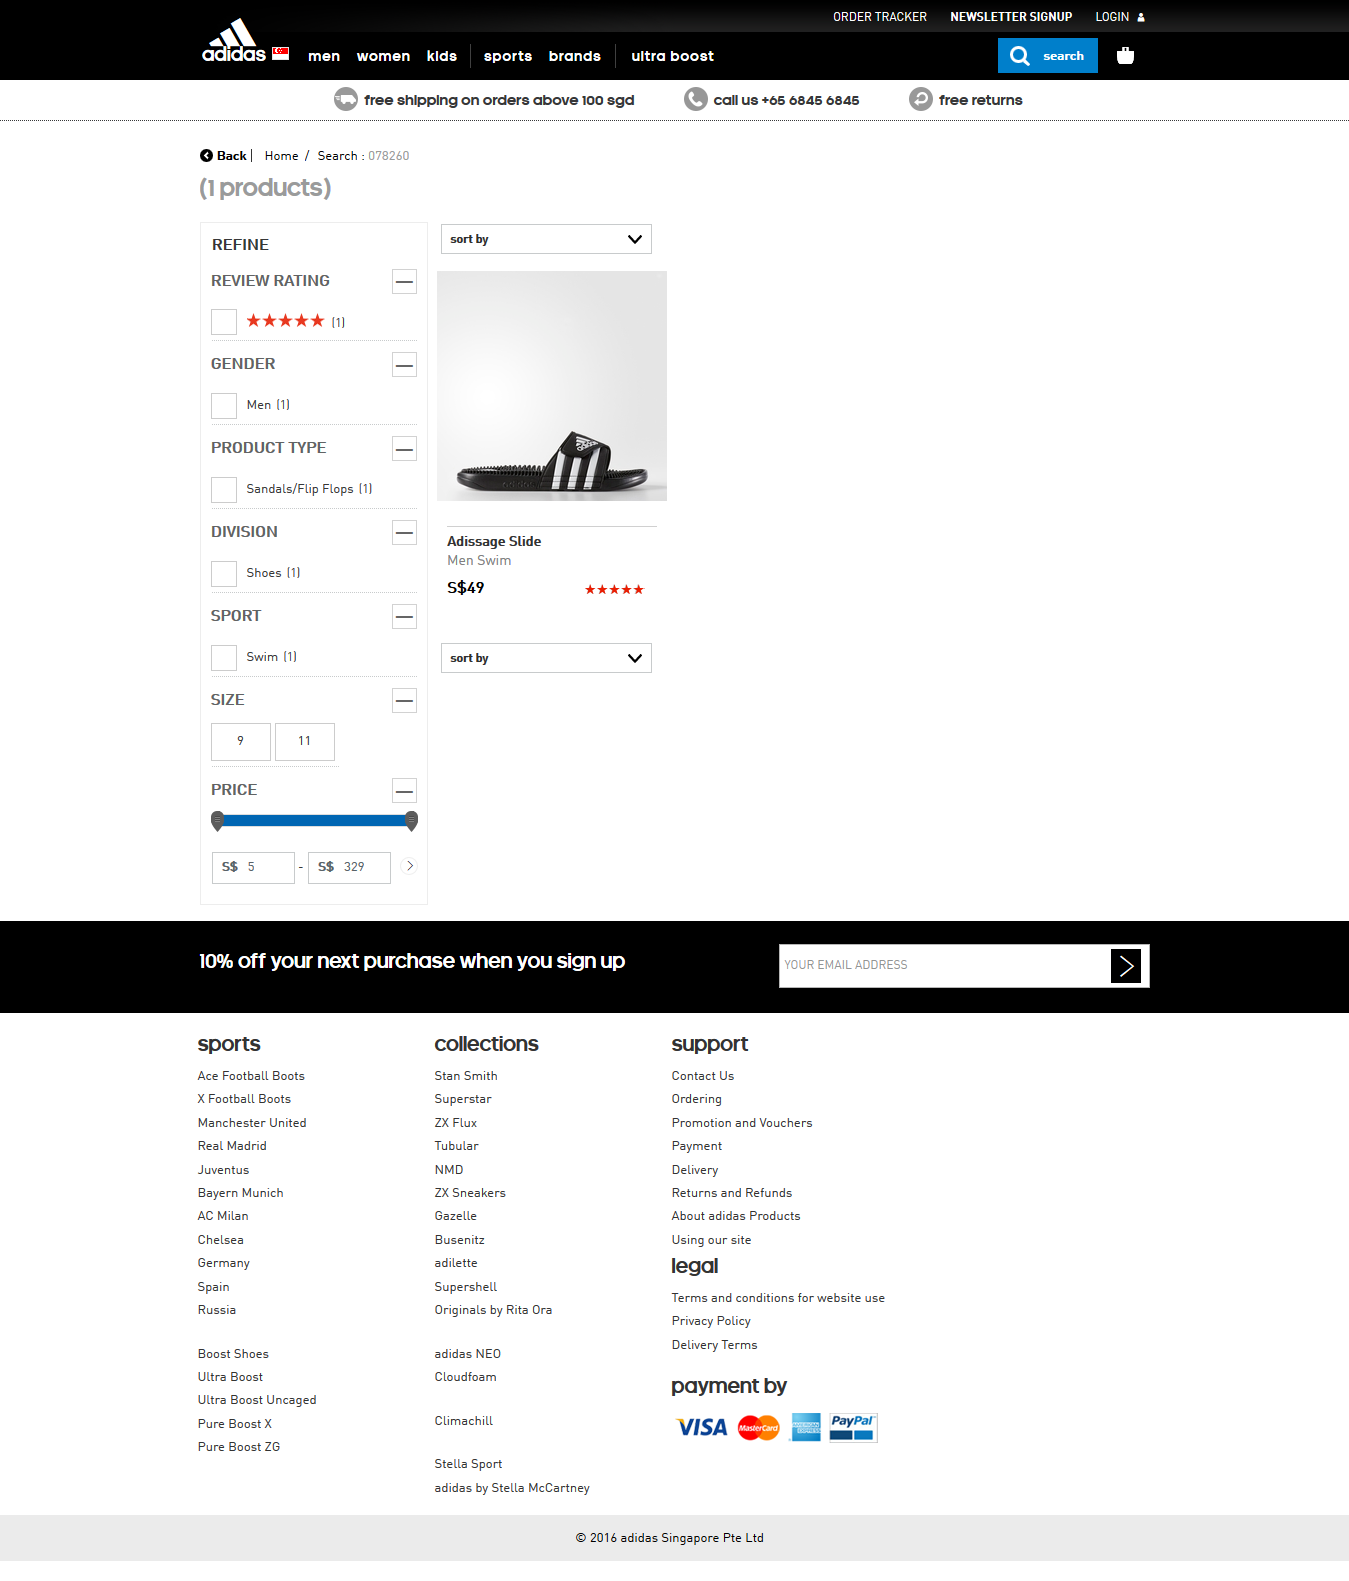 ORDER TRACKER NEWSLETTER SIGNUP LOGIN
adidas men women kids sports brands ultra boost search
free shipping on orders above 100 sgd call us +65 6845 6845 free returns
Back | Home / Search : 078260
(1 products)
REFINE
REVIEW RATING
(1)
GENDER
Men (1)
PRODUCT TYPE
Sandals/Flip Flops (1)
DIVISION
Shoes (1)
SPORT
Swim (1)
SIZE
9 11
PRICE
S$ 5 - S$ 329
sort by
adidas
Adissage Slide
Men Swim
S$49
sort by
10% off your next purchase when you sign up
YOUR EMAIL ADDRESS
sports
Ace Football Boots
X Football Boots
Manchester United
Real Madrid
Juventus
Bayern Munich
AC Milan
Chelsea
Germany
Spain
Russia
Boost Shoes
Ultra Boost
Ultra Boost Uncaged
Pure Boost X
Pure Boost ZG
collections
Stan Smith
Superstar
ZX Flux
Tubular
NMD
ZX Sneakers
Gazelle
Busenitz
adilette
Supershell
Originals by Rita Ora
adidas NEO
Cloudfoam
Climachill
Stella Sport
adidas by Stella McCartney
support
Contact Us
Ordering
Promotion and Vouchers
Payment
Delivery
Returns and Refunds
About adidas Products
Using our site
legal
Terms and conditions for website use
Privacy Policy
Delivery Terms
payment by
VISA MasterCard AMERICAN EXPRESS PayPal
© 2016 adidas Singapore Pte Ltd